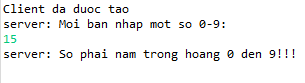 Client da duoc tao
server: Moi ban nhap mot so 0-9:
15
server: So phai nam trong hoang 0 den 9!!!